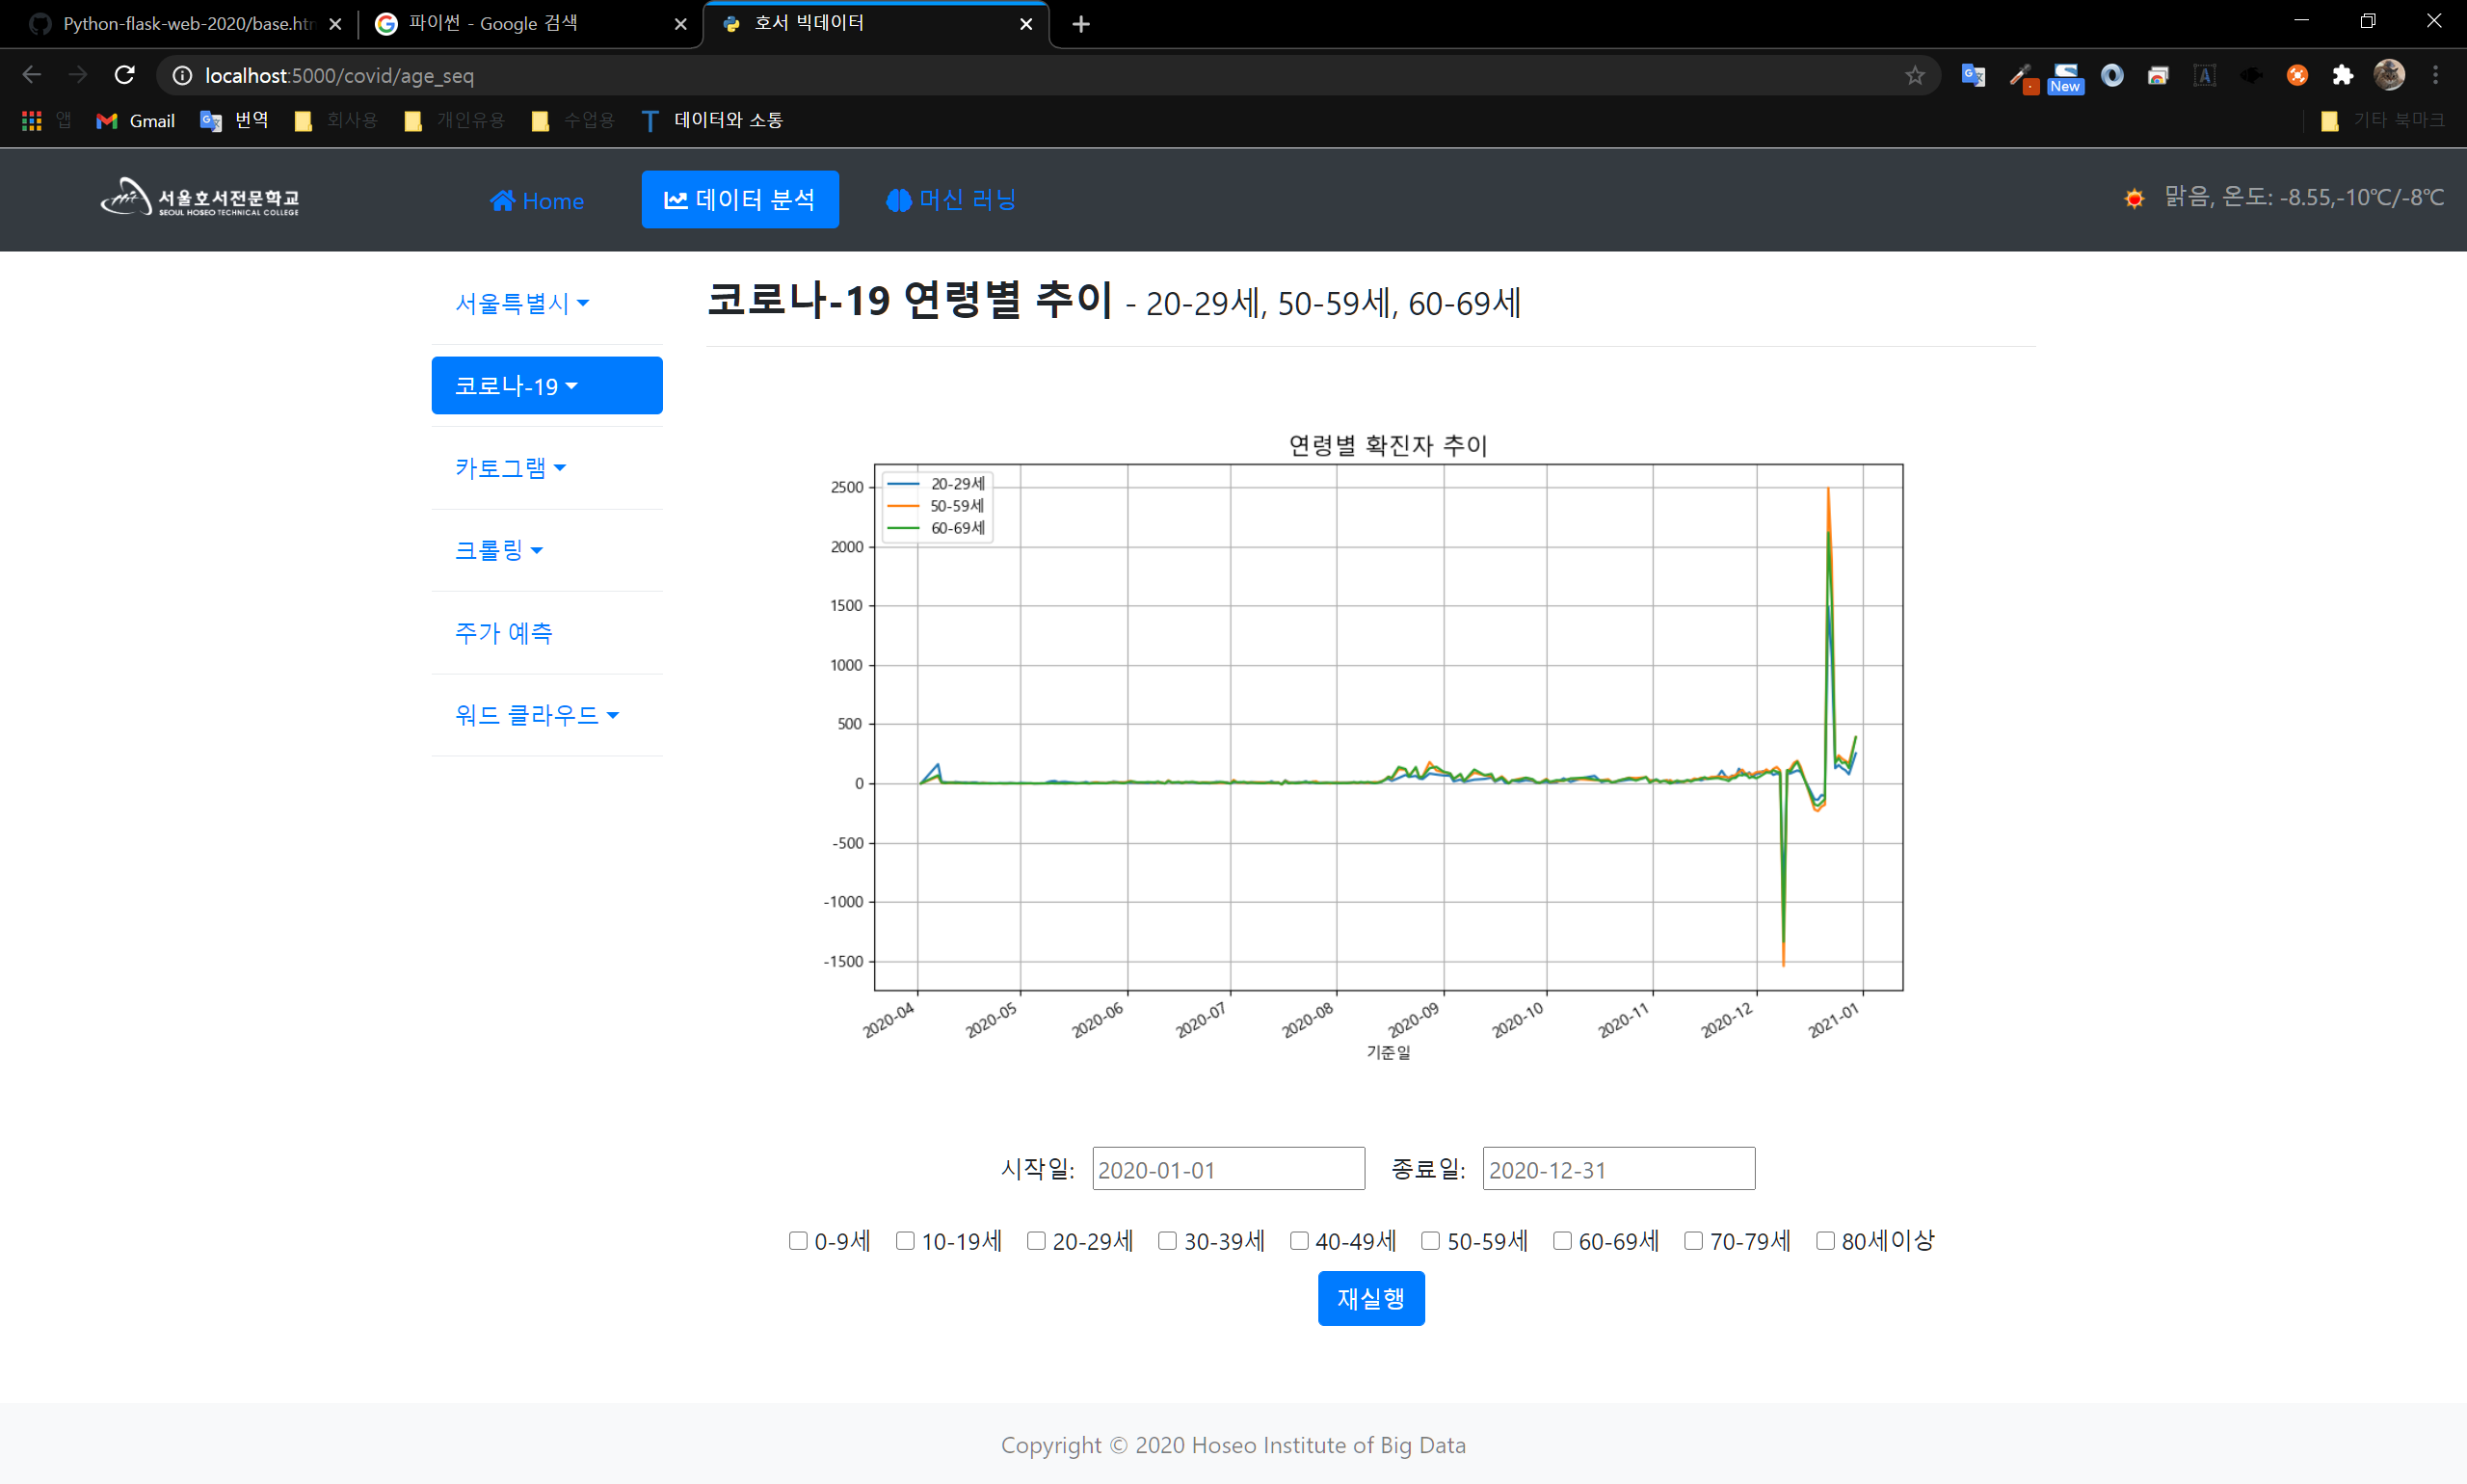 Python-flask-web-2020/base.htm
파이썬 - Google 검색
호서 빅데이터
localhost:5000/covid/age_seq
New
앱
Gmail
번역
회사용
개인유용
수업용
데이터와 소통
기타 북마크
서울호서전문학교
SEOUL HOSEO TECHNICAL COLLEGE
Home
데이터 분석
머신 러닝
맑음, 온도: -8.55,-10℃/-8℃
서울특별시
코로나-19
카토그램
크롤링
주가 예측
워드 클라우드
코로나-19 연령별 추이 - 20-29세, 50-59세, 60-69세
연령별 확진자 추이
20-29세
50-59세
60-69세
2500
2000
1500
1000
500
0
-500
-1000
-1500
2020-04
2020-05
2020-06
2020-07
2020-08
2020-09
2020-10
2020-11
2020-12
2021-01
기준일
시작일: 2020-01-01 종료일: 2020-12-31
0-9세 10-19세 20-29세 30-39세 40-49세 50-59세 60-69세 70-79세 80세이상
재실행
Copyright © 2020 Hoseo Institute of Big Data